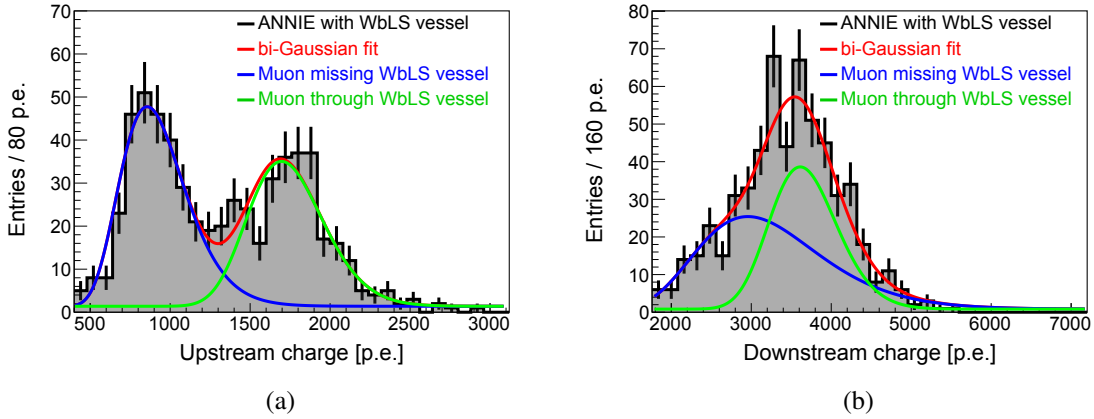 ANNIE with WbLS vessel
bi-Gaussian fit
Muon missing WbLS vessel
Muon through WbLS vessel
Entries / 80 p.e.
70
60
50
40
30
20
10
0
500 1000 1500 2000 2500 3000
Upstream charge [p.e.]
(a)
ANNIE with WbLS vessel
bi-Gaussian fit
Muon missing WbLS vessel
Muon through WbLS vessel
Entries / 160 p.e.
80
70
60
50
40
30
20
10
0
2000 3000 4000 5000 6000 7000
Downstream charge [p.e.]
(b)